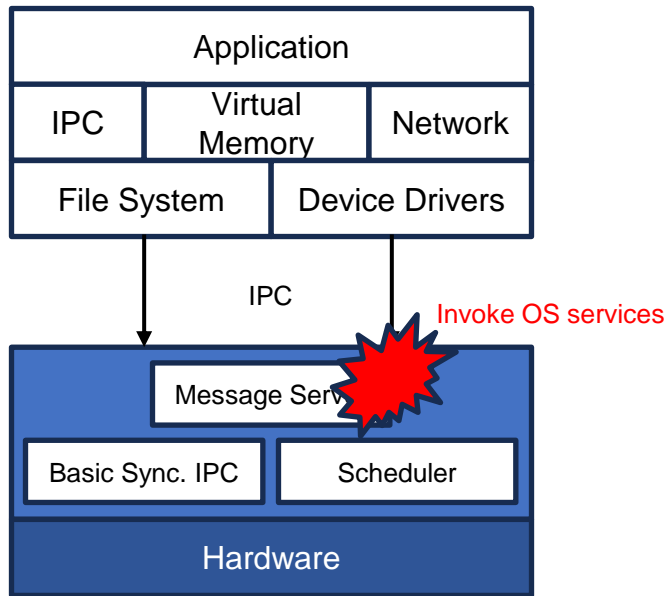 Application
IPC
Virtual
Memory
Network
File System
Device Drivers
IPC
Invoke OS services
Message Serv
Basic Sync. IPC
Scheduler
Hardware